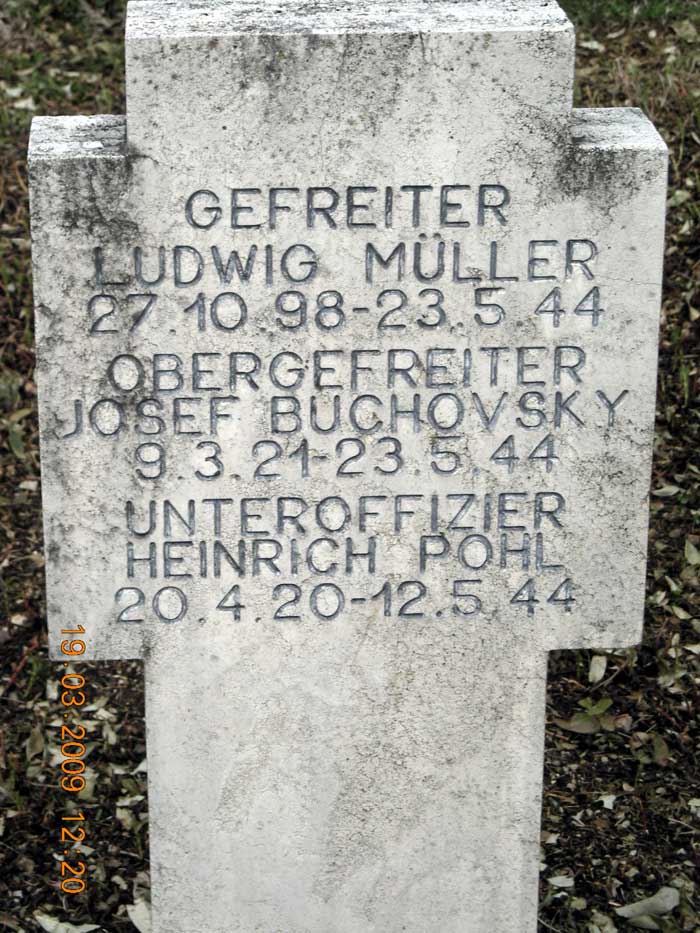 GEFREITER
LUDWIG MÜLLER
27.10.98-23.5.44
OBERGEFREITER
JOSEF BUCHOVSKY
9.3.21-23.5.44
UNTEROFFIZIER
HEINRICH POHL
20.4.20-12.5.44
19.03.2009 12:20